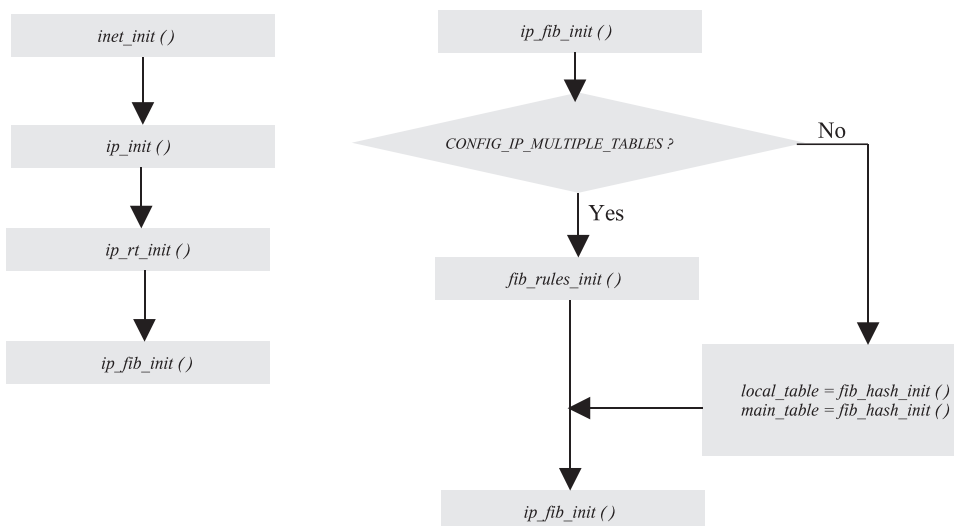 inet_init ( )
ip_init ( )
ip_rt_init ( )
ip_fib_init ( )
ip_fib_init ( )
CONFIG_IP_MULTIPLE_TABLES ?
No
Yes
fib_rules_init ( )
local_table = fib_hash_init ( )
main_table = fib_hash_init ( )
ip_fib_init ( )